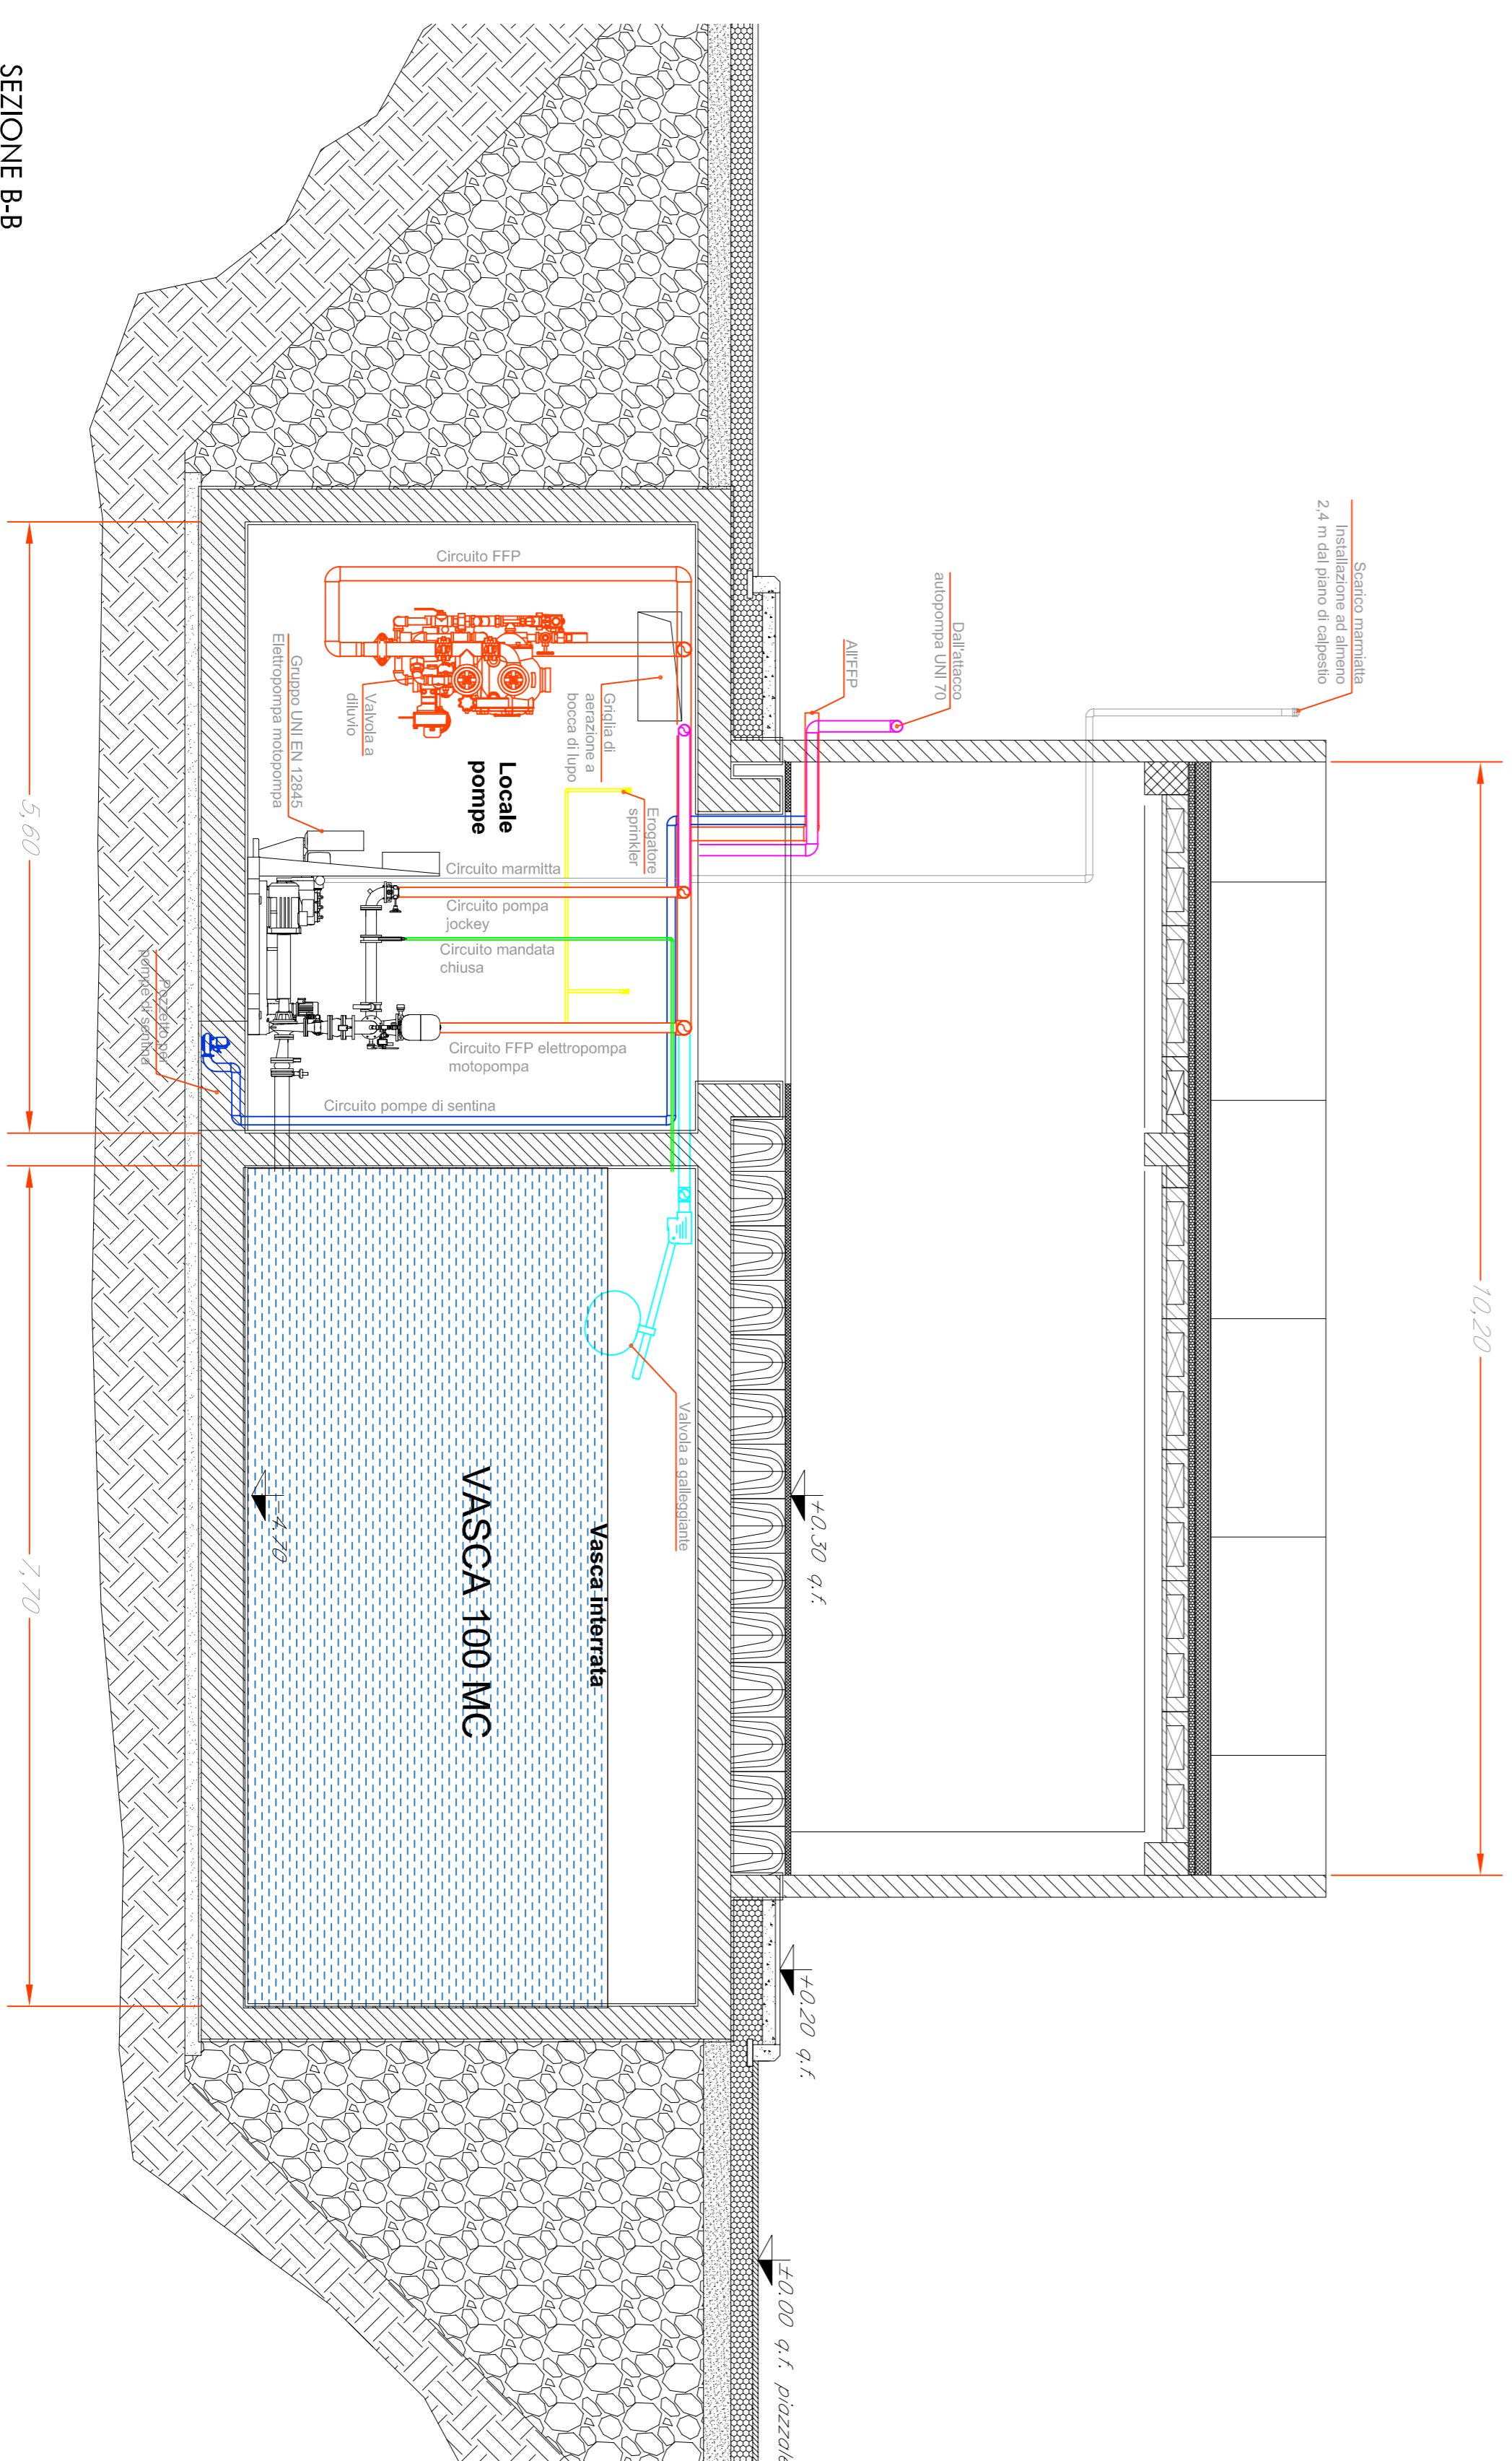 Scarico marmiatta
Installazione ad almeno
2,4 m dal piano di calpestio
10,20
Dall'attacco
autopompa UNI 70
All'FFP
+0.30 q.f.
+0.20 q.f.
±0.00 q.f. piazzale
Circuito FFP
Griglia di
aerazione a
bocca di lupo
Erogatore
sprinkler
Valvola a
diluvio
Locale
pompe
Gruppo UNI EN 12845
Elettropompa motopompa
Circuito marmitta
Circuito pompa
jockey
Circuito mandata
chiusa
Circuito FFP elettropompa
motopompa
Circuito pompe di sentina
Pozzetto per
pompe di sentina
Valvola a galleggiante
Vasca interrata
VASCA 100 MC
-4.70
5,60
7,70
SEZIONE B-B